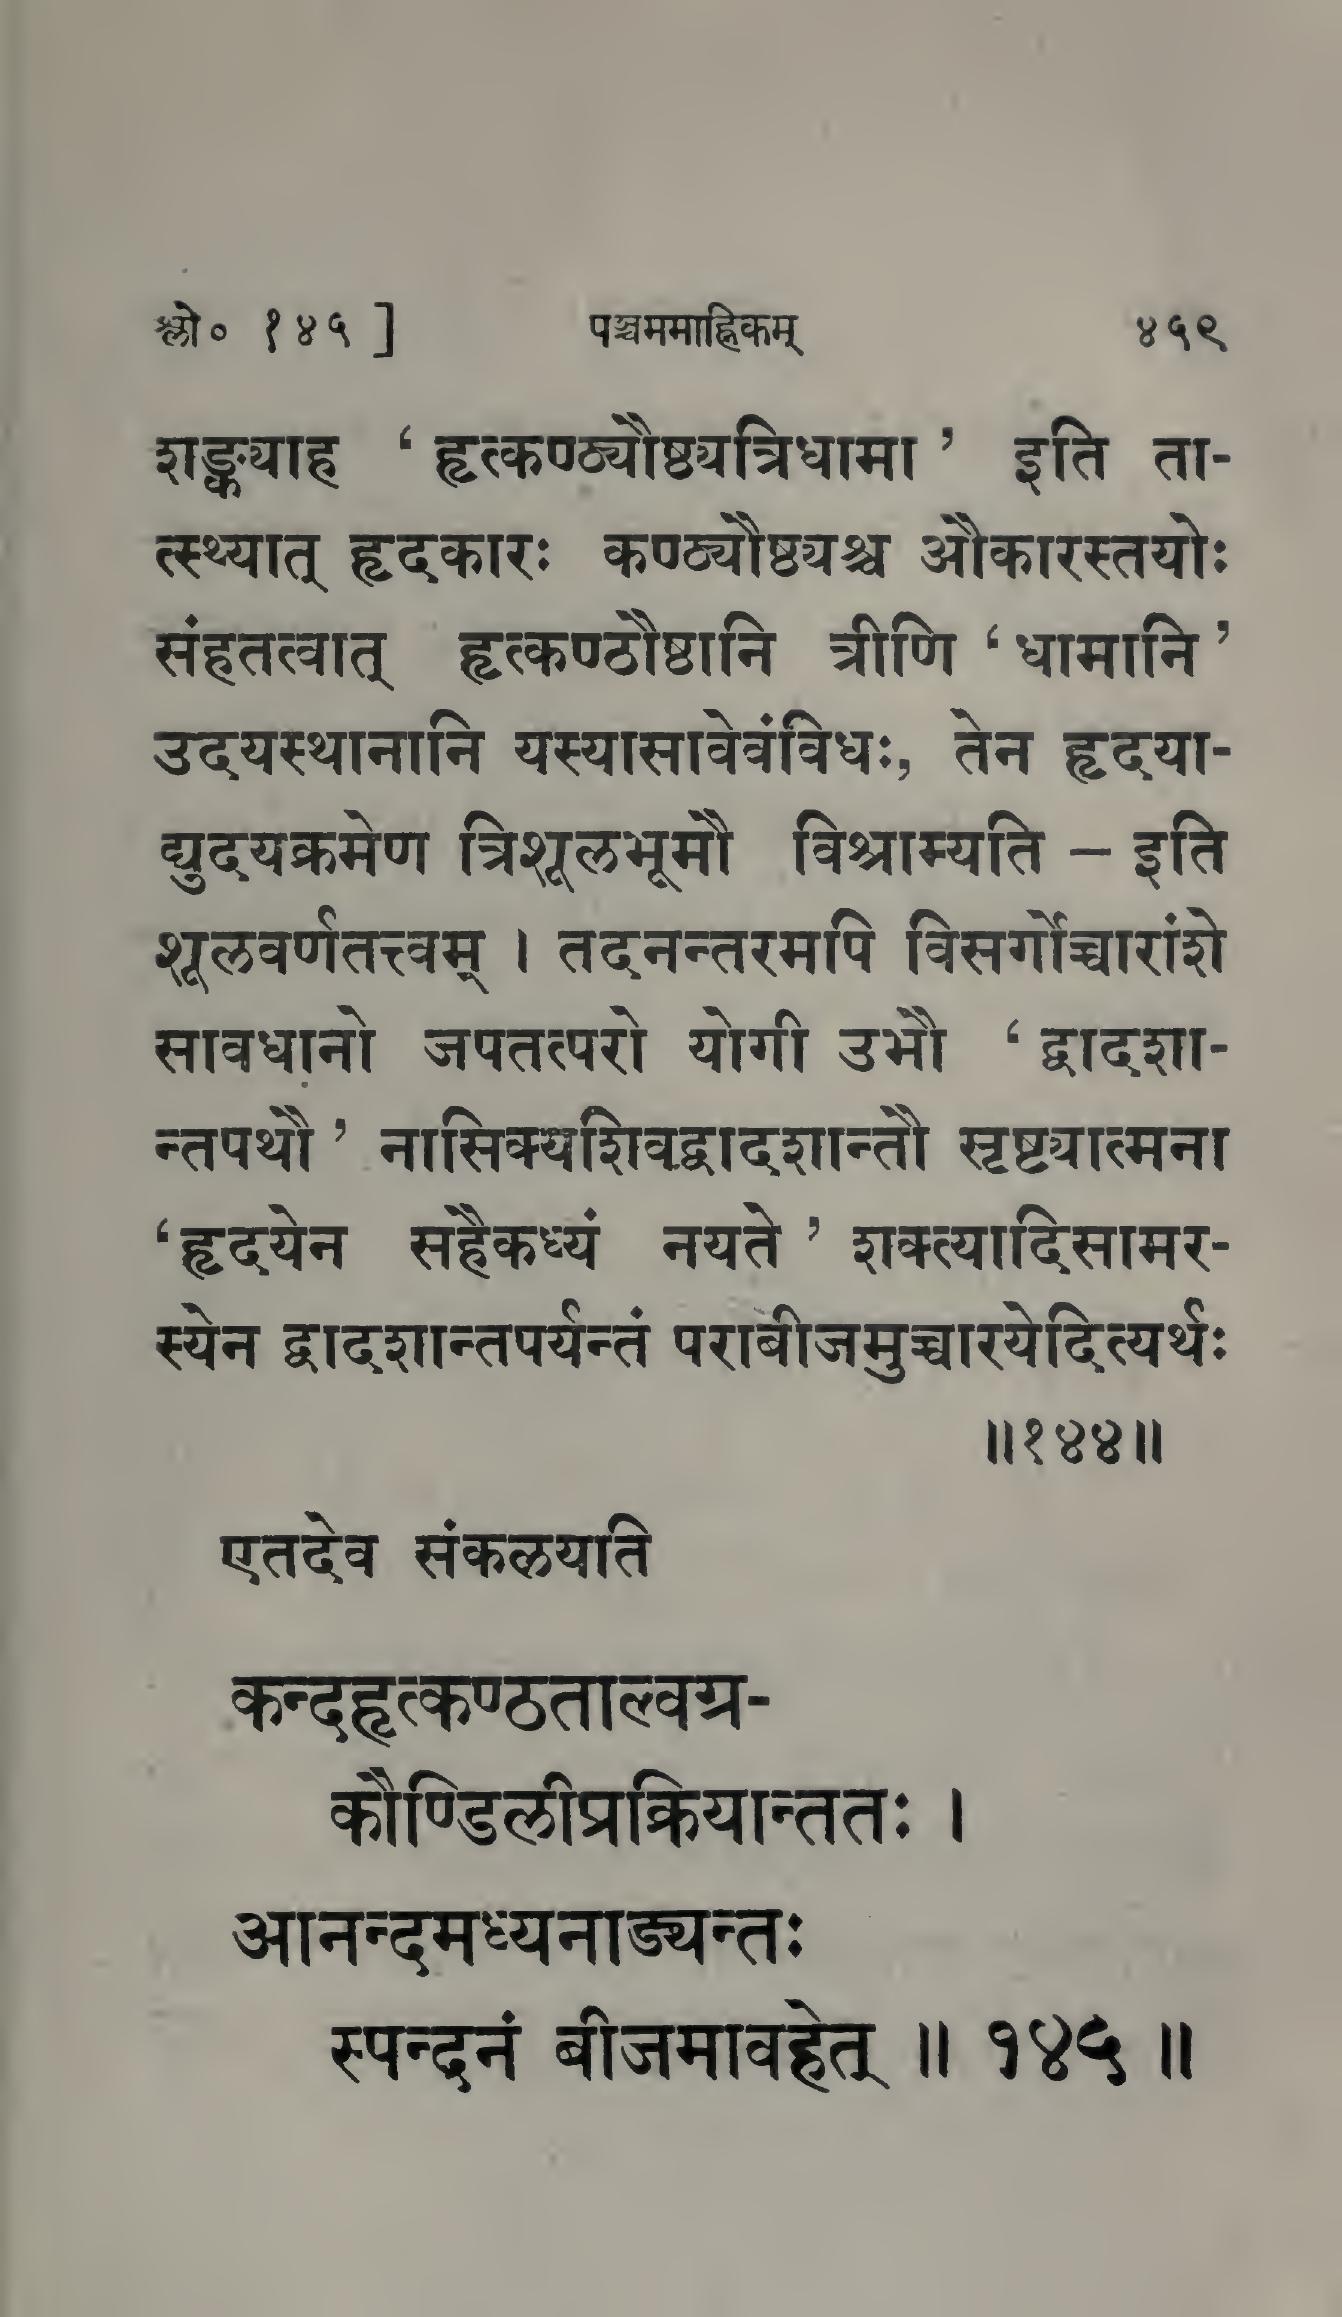 श्लो० १४५ ] पञ्चममाह्निकम् ४५९
शङ्क्याह ‘ हृत्कण्ठ्यौष्ठ्यत्रिधामा ’ इति ता-
त्स्थ्यात् हृदकारः कण्ठ्यौष्ठ्यश्च औकारस्तयोः
संहतत्वात् हृत्कण्ठौष्ठानि त्रीणि ‘ धामानि ’
उदयस्थानानि यस्यासावेवंविधः, तेन हृदया-
द्युदयक्रमेण त्रिशूलभूमौ विश्राम्यति – इति
शूलवर्णतत्त्वम् । तदनन्तरमपि विसर्गोच्चारांशे
सावधानो जपतत्परो योगी उभौ ‘ द्वादशा-
न्तपथौ ’ नासिक्यशिवद्वादशान्तौ सृष्ट्यात्मना
‘ हृदयेन सहैकध्यं नयते ’ शक्त्यादिसामर-
स्येन द्वादशान्तपर्यन्तं पराबीजमुच्चारयेदित्यर्थः
॥१४४॥
एतदेव संकलयति
कन्दहृत्कण्ठताल्वग्र-
कौण्डिलीप्रक्रियान्ततः ।
आनन्दमध्यनाड्यन्तः
स्पन्दनं बीजमावहेत् ॥ १४५ ॥